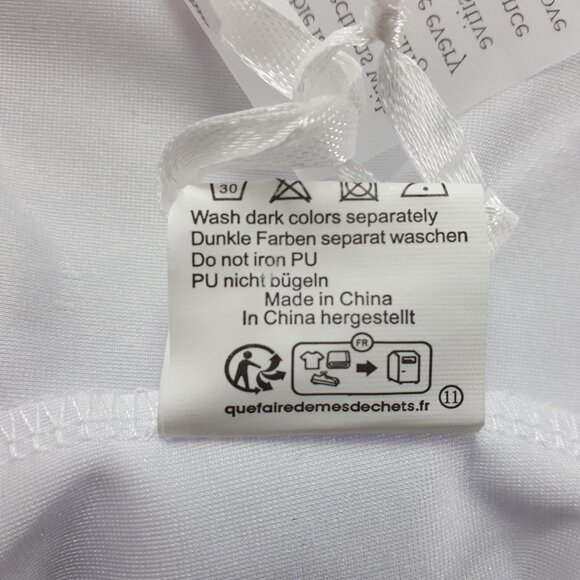 30
Wash dark colors separately
Dunkle Farben separat waschen
Do not iron PU
PU nicht bügeln
Made in China
In China hergestellt
FR
quefairedemesdechets.fr 11